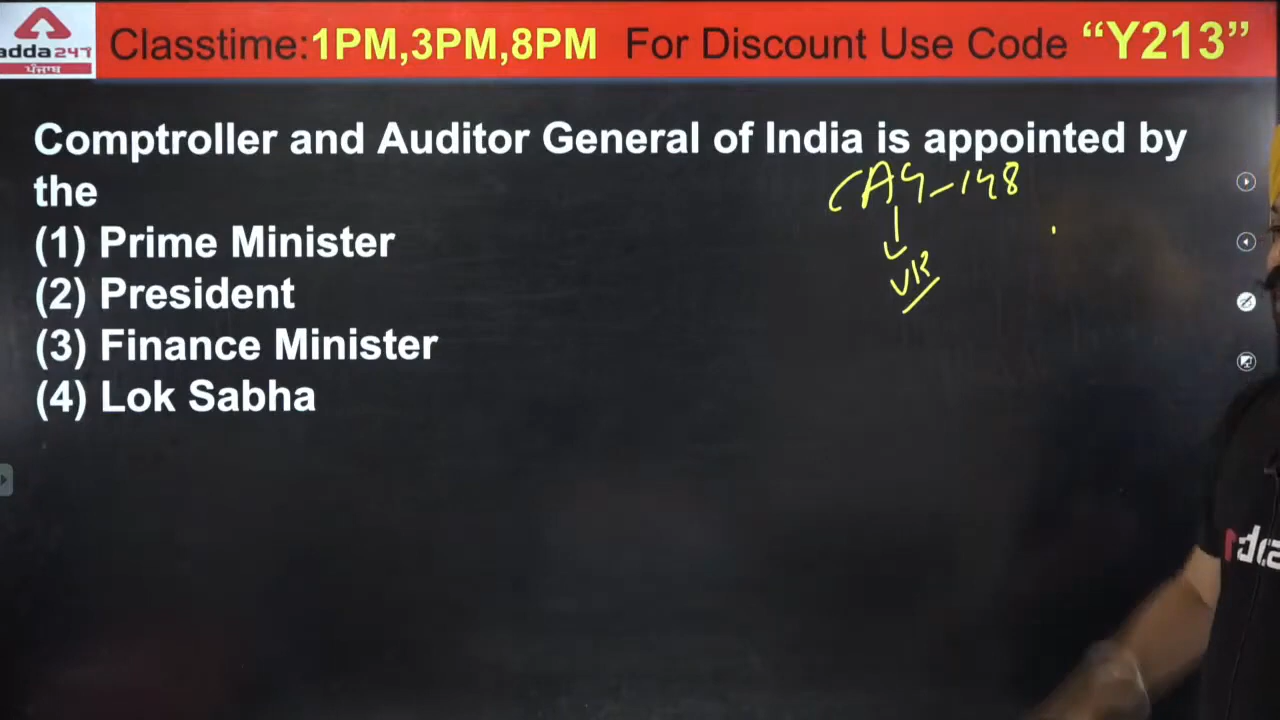 adda247
ਪੰਜਾਬ
Classtime:1PM,3PM,8PM For Discount Use Code "Y213"
Comptroller and Auditor General of India is appointed by
the
CAG-148
(1) Prime Minister
(2) President
(3) Finance Minister
(4) Lok Sabha